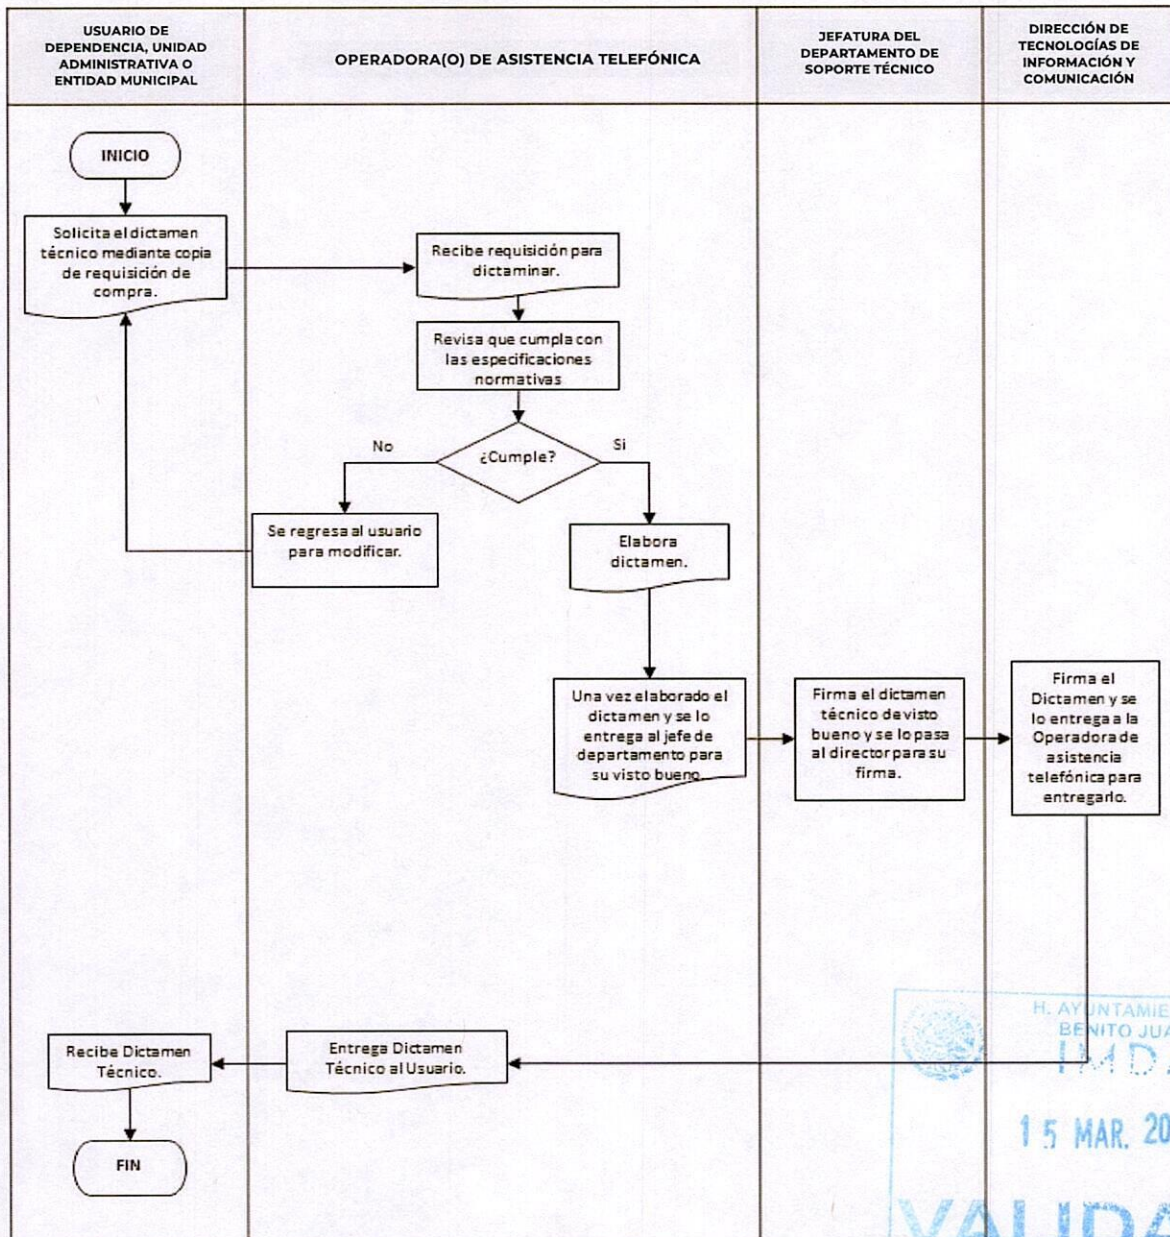 USUARIO DE
DEPENDENCIA, UNIDAD
ADMINISTRATIVA O
ENTIDAD MUNICIPAL
OPERADORA(O) DE ASISTENCIA TELEFÓNICA
JEFATURA DEL
DEPARTAMENTO DE
SOPORTE TÉCNICO
DIRECCIÓN DE
TECNOLOGÍAS DE
INFORMACIÓN Y
COMUNICACIÓN
INICIO
Solicita el dictamen
técnico mediante copia
de requisición de
compra.
Recibe requisición para
dictaminar.
Revisa que cumpla con
las especificaciones
normativas
¿Cumple?
No
Si
Se regresa al usuario
para modificar.
Elabora
dictamen.
Una vez elaborado el
dictamen y se lo
entrega al jefe de
departamento para
su visto bueno.
Firma el dictamen
técnico de visto
bueno y se lo pasa
al director para su
firma.
Firma el
Dictamen y se
lo entrega a la
Operadora de
asistencia
telefónica para
entregarlo.
Entrega Dictamen
Técnico al Usuario.
Recibe Dictamen
Técnico.
FIN
H. AYUNTAMIE
BENITO JUA
IMD
15 MAR. 20
VALIDA